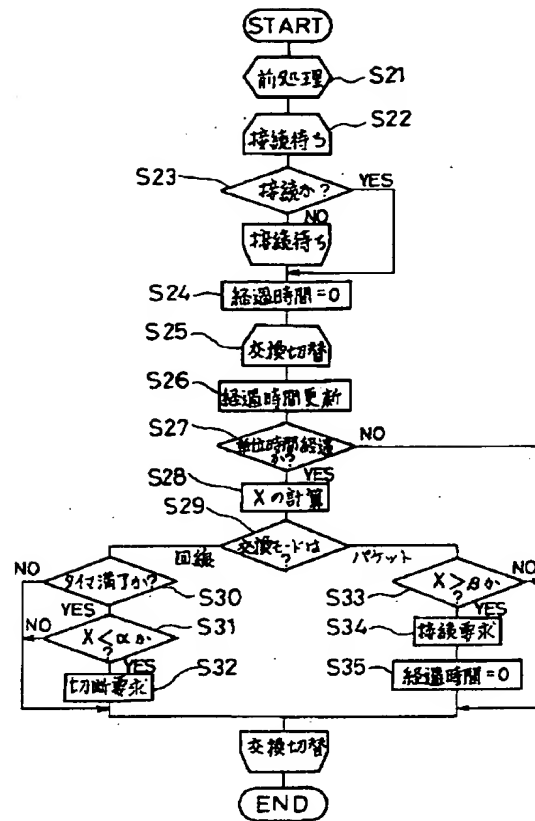 START
前処理
S21
接続待ち
S22
S23
接続か?
YES
NO
接続待ち
S24
経過時間=0
S25
交換切替
S26
経過時間更新
S27
単位時間経過
か?
NO
YES
S28
Xの計算
S29
交換モードは
?
回線
パケット
NO
タイマ満了か?
S30
YES
NO
X<αか
?
S31
YES
切断要求
S32
S33
X>βか
?
NO
YES
S34
接続要求
S35
経過時間=0
交換切替
END